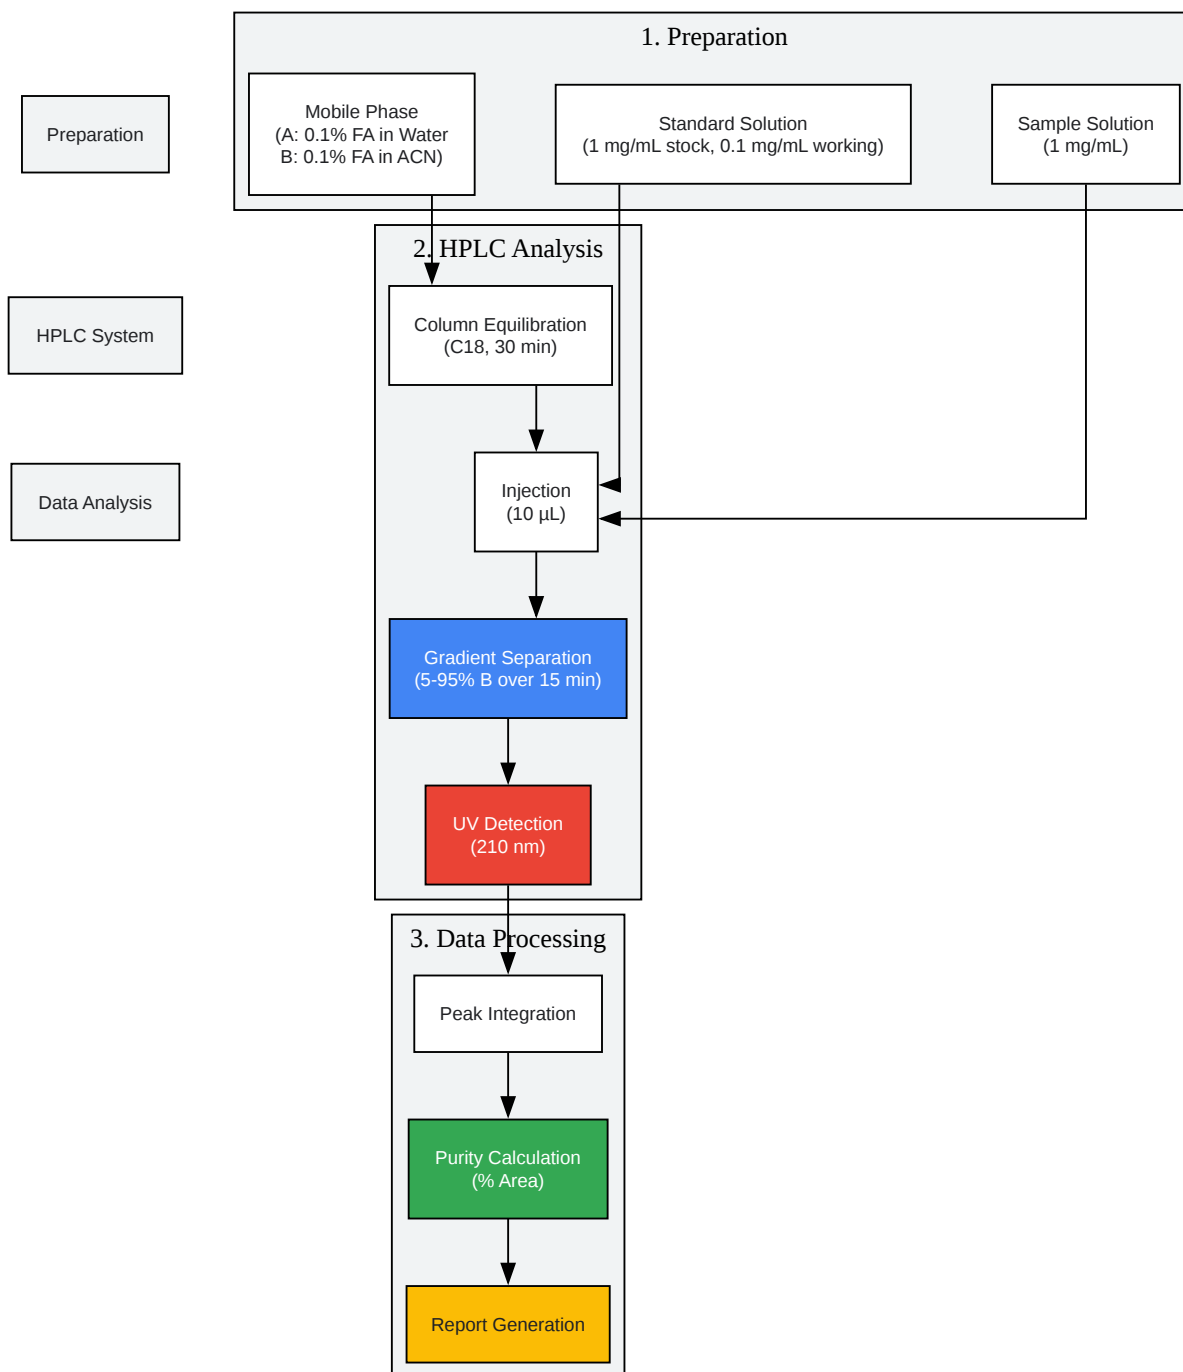 1. Preparation
Preparation
Mobile Phase
(A: 0.1% FA in Water
B: 0.1% FA in ACN)
Standard Solution
(1 mg/mL stock, 0.1 mg/mL working)
Sample Solution
(1 mg/mL)
2. HPLC Analysis
HPLC System
Column Equilibration
(C18, 30 min)
Data Analysis
Injection
(10 µL)
Gradient Separation
(5-95% B over 15 min)
UV Detection
(210 nm)
3. Data Processing
Peak Integration
Purity Calculation
(% Area)
Report Generation